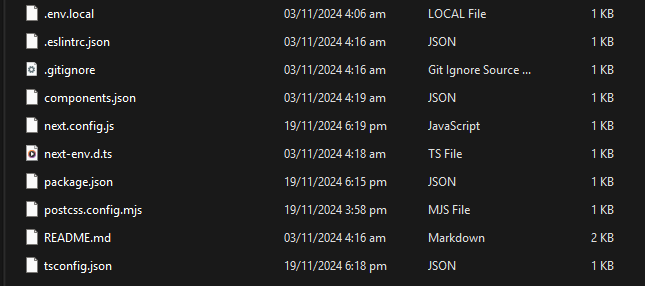 .env.local 03/11/2024 4:06 am LOCAL File 1 KB
.eslintrc.json 03/11/2024 4:16 am JSON 1 KB
.gitignore 03/11/2024 4:16 am Git Ignore Source ... 1 KB
components.json 03/11/2024 4:19 am JSON 1 KB
next.config.js 19/11/2024 6:19 pm JavaScript 1 KB
next-env.d.ts 03/11/2024 4:18 am TS File 1 KB
package.json 19/11/2024 6:15 pm JSON 1 KB
postcss.config.mjs 19/11/2024 3:58 pm MJS File 1 KB
README.md 03/11/2024 4:16 am Markdown 2 KB
tsconfig.json 19/11/2024 6:18 pm JSON 1 KB